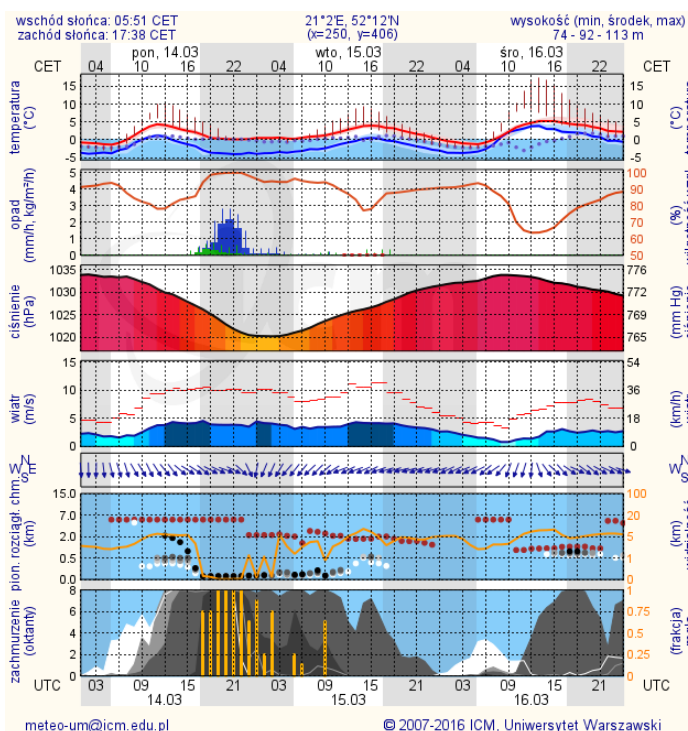 wschód słońca: 05:51 CET 21°2'E, 52°12'N wysokość (min, środek, max)
zachód słońca: 17:38 CET (x=250, y=406) 74 - 92 - 113 m
pon, 14.03 wto, 15.03 śro, 16.03
CET 04 10 16 22 04 10 16 22 04 10 16 22 CET
temperatura
(°C)
15
10
5
0
-5
15
10
5
0
-5
(°C)
opad
(mm/h, kg/m²/h)
5
4
3
2
1
0
100
90
80
70
60
50
(%)
ciśnienie
(hPa)
1035
1030
1025
1020
776
772
769
765
(mm Hg)
wiatr
(m/s)
15
10
5
0
54
36
18
0
(km/h)
N
W E
S
N
W
S
pion. rozciągł. chm.
(km)
15.0
7.0
2.0
0.5
0.0
100
20
5
1
0
(km)
zachmurzenie
(oktanty)
8
6
4
2
0
1
0.75
0.5
0.25
0
(frakcja)
UTC 03 09 15 21 03 09 15 21 03 09 15 21 UTC
14.03 15.03 16.03
meteo-um@icm.edu.pl © 2007-2016 ICM, Uniwersytet Warszawski